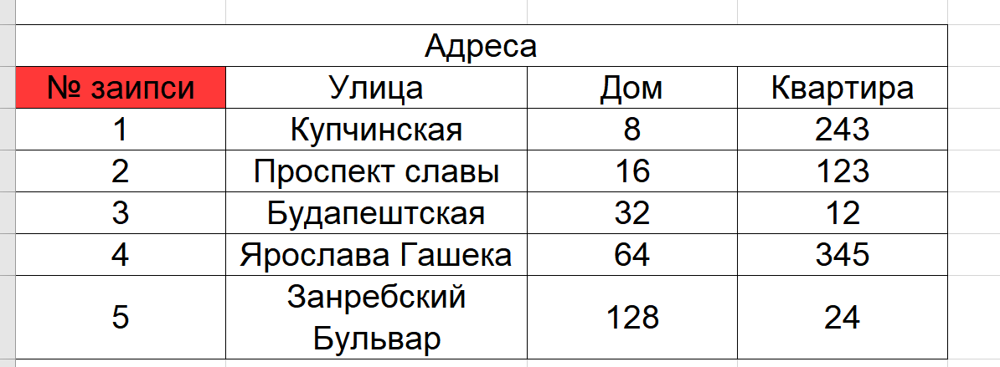 Адреса
№ заипси Улица Дом Квартира
1 Купчинская 8 243
2 Проспект славы 16 123
3 Будапештская 32 12
4 Ярослава Гашека 64 345
5 Занребский Бульвар 128 24